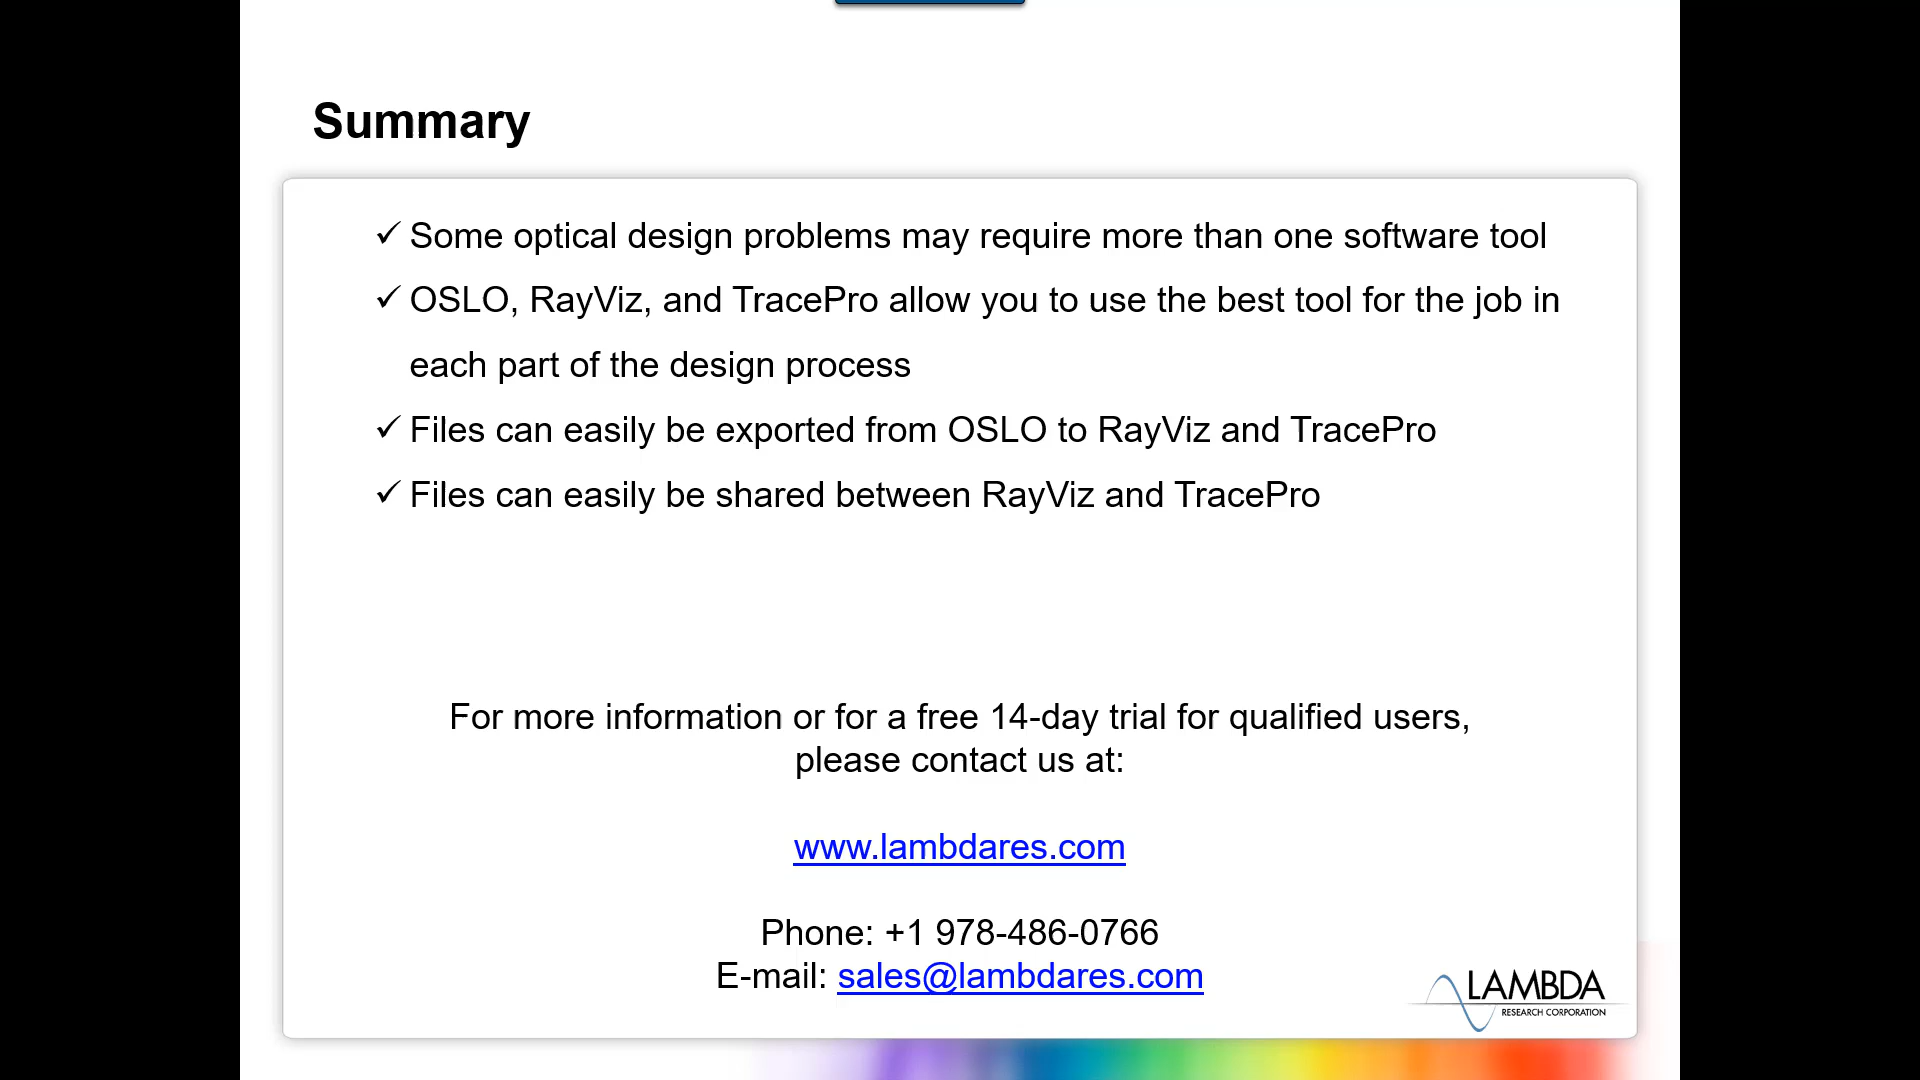 Summary
✓ Some optical design problems may require more than one software tool
✓ OSLO, RayViz, and TracePro allow you to use the best tool for the job in
each part of the design process
✓ Files can easily be exported from OSLO to RayViz and TracePro
✓ Files can easily be shared between RayViz and TracePro
For more information or for a free 14-day trial for qualified users,
please contact us at:
www.lambdares.com
Phone: +1 978-486-0766
E-mail: sales@lambdares.com
LAMBDA
RESEARCH CORPORATION